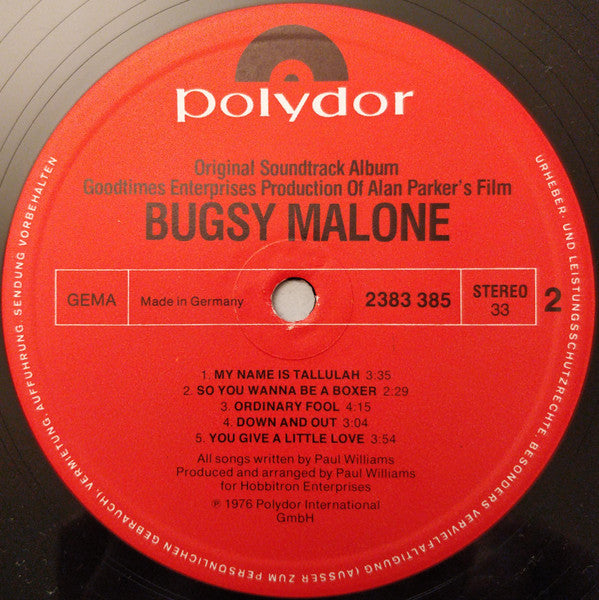 polydor
Original Soundtrack Album
Goodtimes Enterprises Production Of Alan Parker's Film
BUGSY MALONE
GEMA
Made in Germany
2383 385
STEREO
33
2
1. MY NAME IS TALLULAH 3:35
2. SO YOU WANNA BE A BOXER 2:29
3. ORDINARY FOOL 4:15
4. DOWN AND OUT 3:04
5. YOU GIVE A LITTLE LOVE 3:54
All songs written by Paul Williams
Produced and arranged by Paul Williams
for Hobbitron Enterprises
℗ 1976 Polydor International
GmbH
URHEBER- UND LEISTUNGSSCHUTZRECHTE, BESONDERS VERVIELFÄLTIGUNG (AUSSER ZUM PERSÖNLICHEN GEBRAUCH), VERMIETUNG, AUFFÜHRUNG, SENDUNG VORBEHALTEN